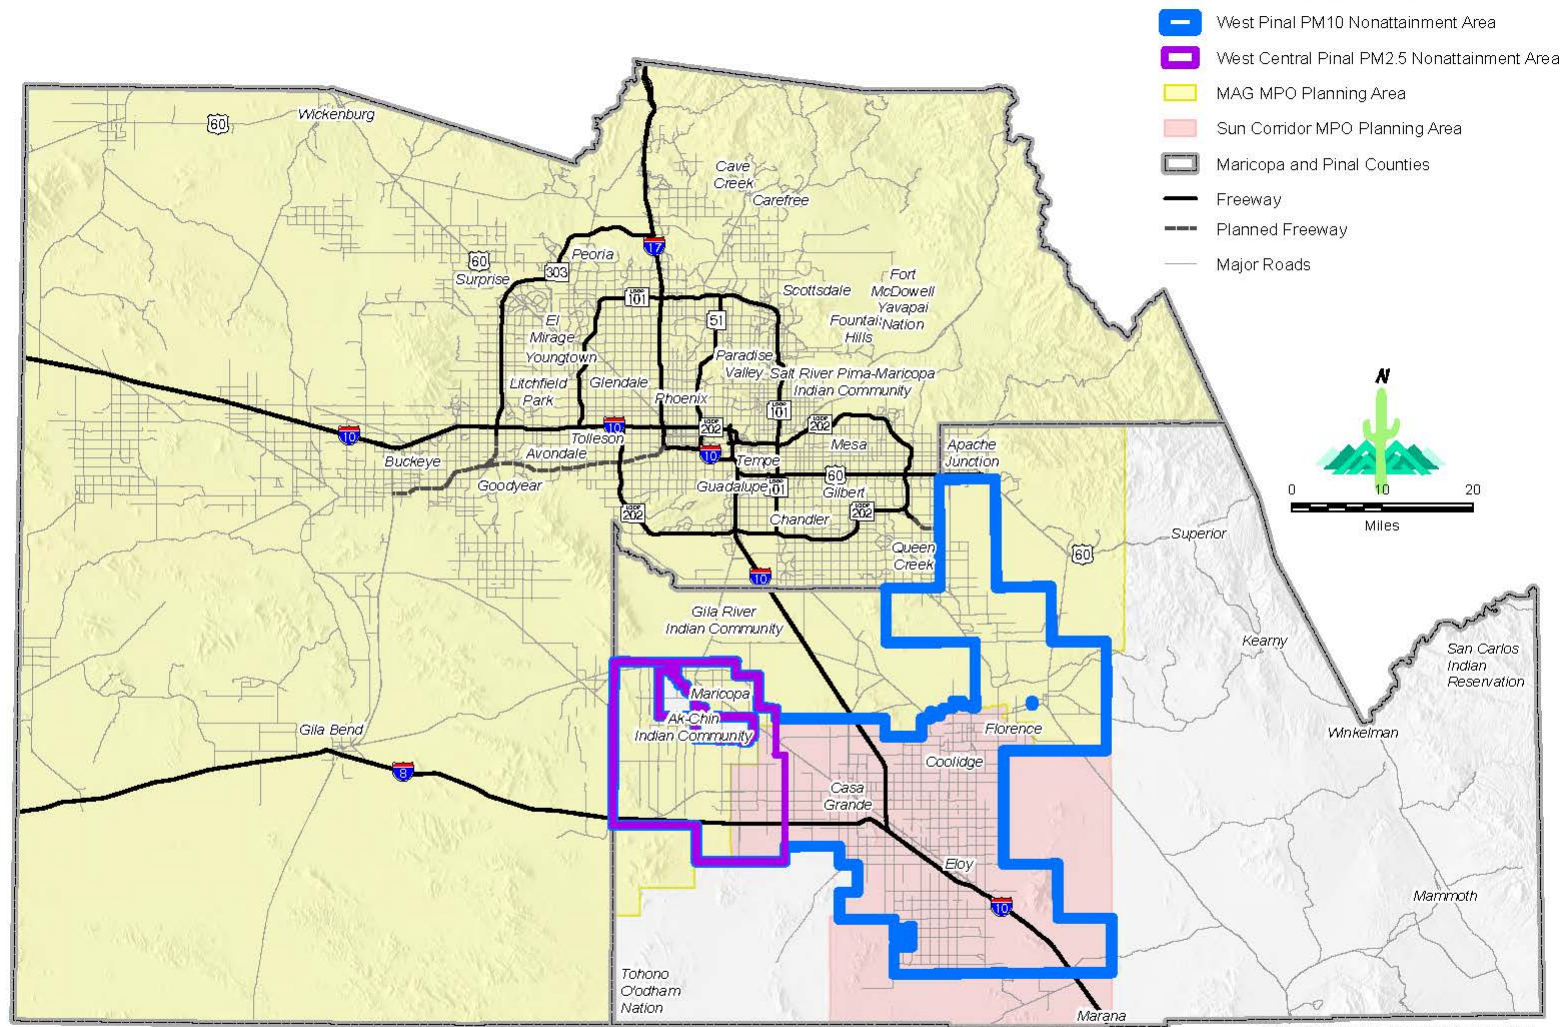 West Pinal PM10 Nonattainment Area
West Central Pinal PM2.5 Nonattainment Area
MAG MPO Planning Area
Sun Corridor MPO Planning Area
Maricopa and Pinal Counties
Freeway
Planned Freeway
Major Roads
N
0 10 20
Miles
Wickenburg
60
Cave
Creek
Carefree
17
Peoria
60
Surprise
303
LOOP
101
Scottsdale
Fort
McDowell
Yavapai
Nation
51
Fountain
Hills
El
Mirage
Youngtown
Paradise
Valley
Salt River Pima-Maricopa
Indian Community
Litchfield
Park
Glendale
Phoenix
LOOP
101
LOOP
202
LOOP
202
10
10
Tolleson
Mesa
Apache
Junction
10
Avondale
Buckeye
Tempe
60
Goodyear
Guadalupe
101
Gilbert
LOOP
202
LOOP
202
Chandler
Queen
Creek
60
Superior
10
Gila River
Indian Community
Kearny
San Carlos
Indian
Reservation
Maricopa
Ak-Chin
Indian Community
Gila Bend
Florence
Winkelman
8
Coolidge
Casa
Grande
Eloy
10
Mammoth
Tohono
O'odham
Nation
Marana